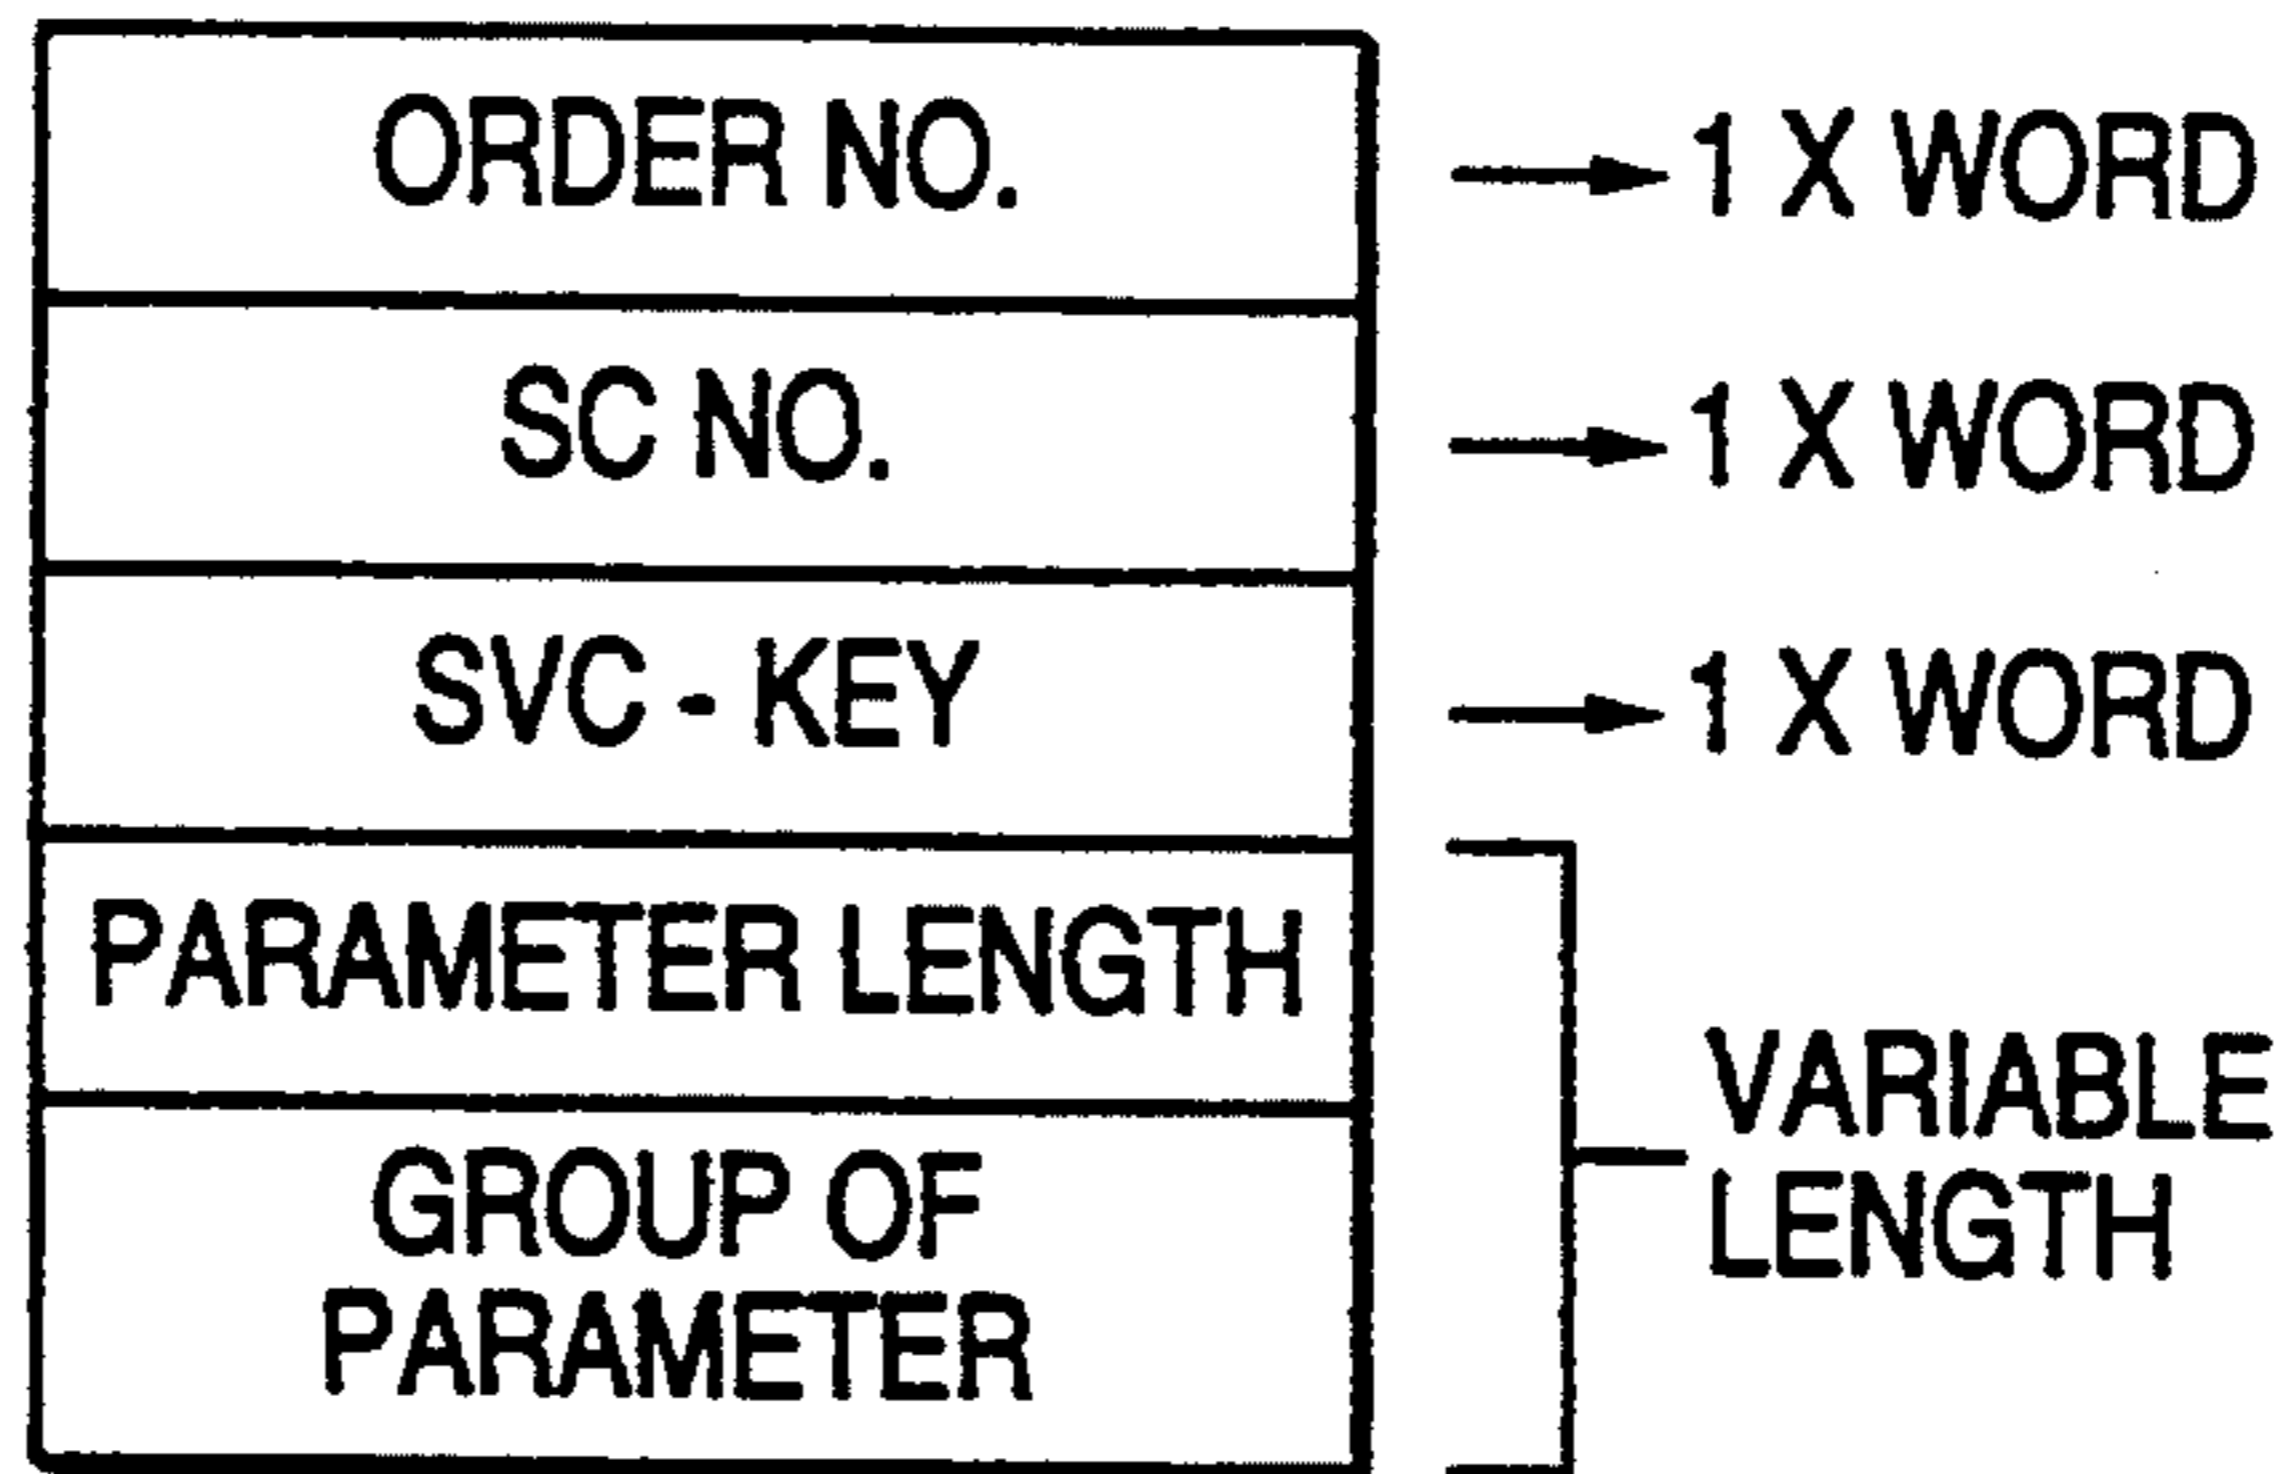 ORDER NO.
1 X WORD
SC NO.
1 X WORD
SVC - KEY
1 X WORD
PARAMETER LENGTH
GROUP OF
PARAMETER
VARIABLE
LENGTH